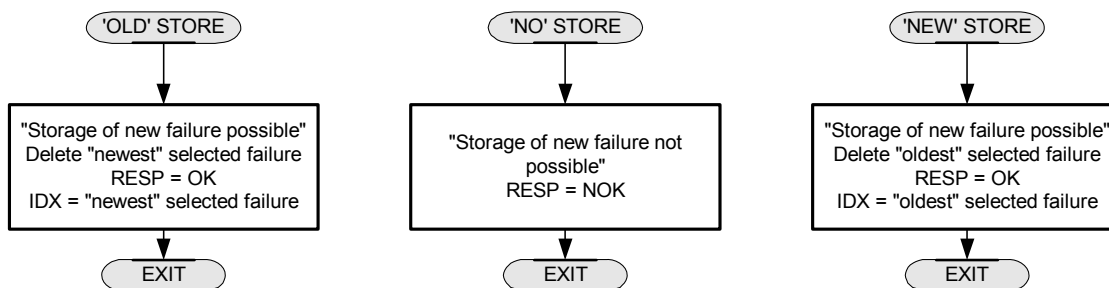 'OLD' STORE
"Storage of new failure possible"
Delete "newest" selected failure
RESP = OK
IDX = "newest" selected failure
EXIT
'NO' STORE
"Storage of new failure not
possible"
RESP = NOK
EXIT
'NEW' STORE
"Storage of new failure possible"
Delete "oldest" selected failure
RESP = OK
IDX = "oldest" selected failure
EXIT